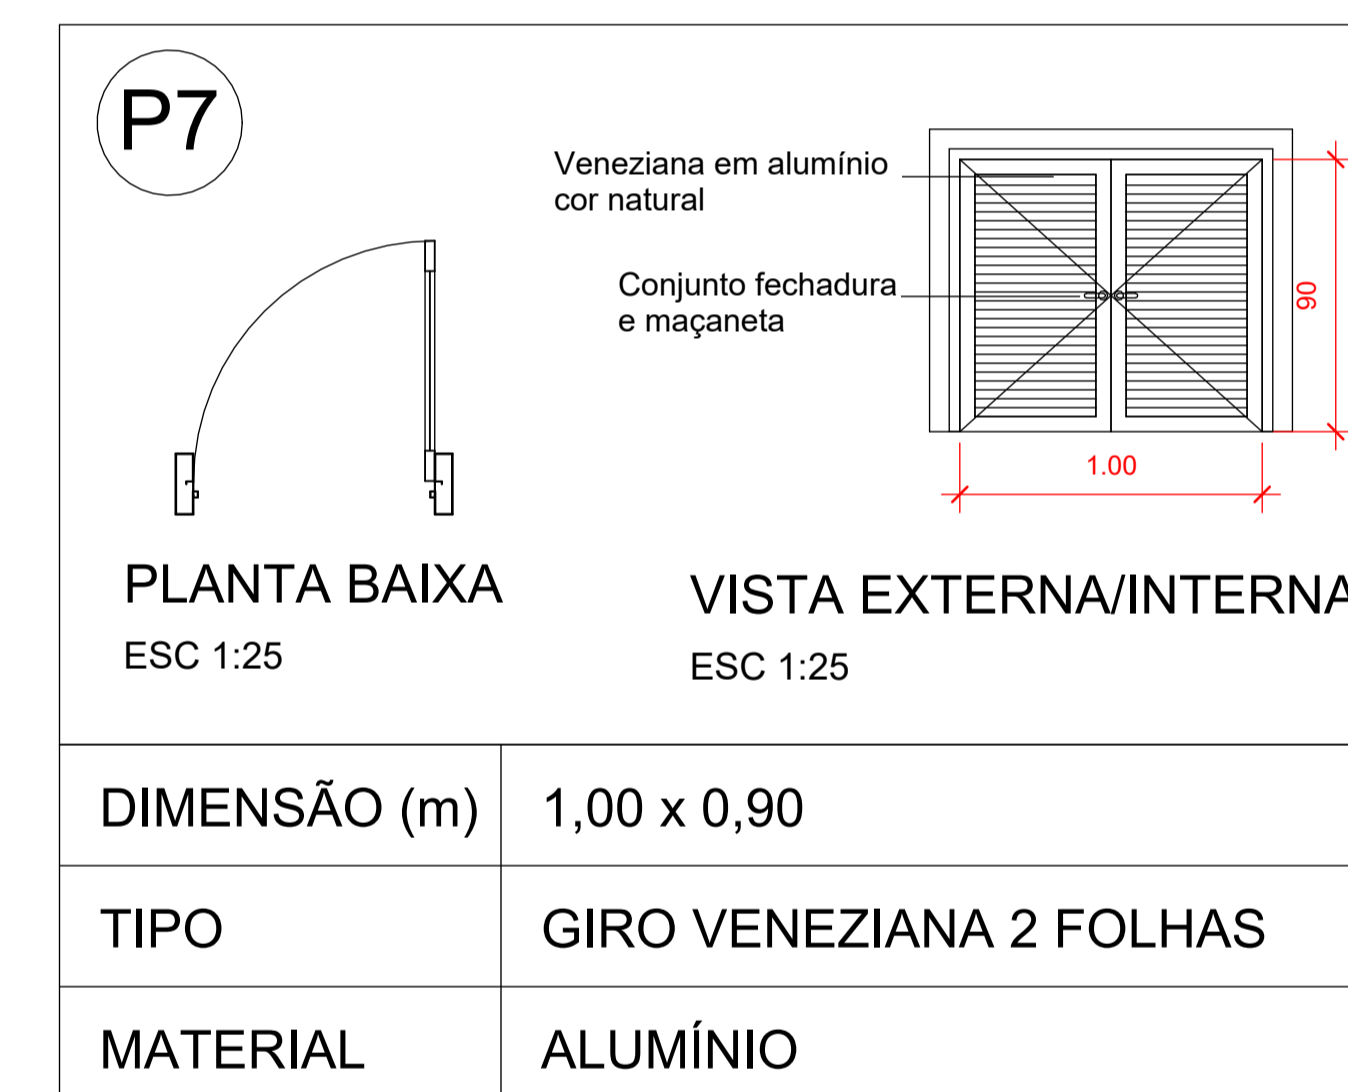 P7
Veneziana em alumínio
cor natural
Conjunto fechadura
e maçaneta
90
1.00
PLANTA BAIXA
ESC 1:25
VISTA EXTERNA/INTERNA
ESC 1:25
DIMENSÃO (m) 1,00 x 0,90
TIPO GIRO VENEZIANA 2 FOLHAS
MATERIAL ALUMÍNIO